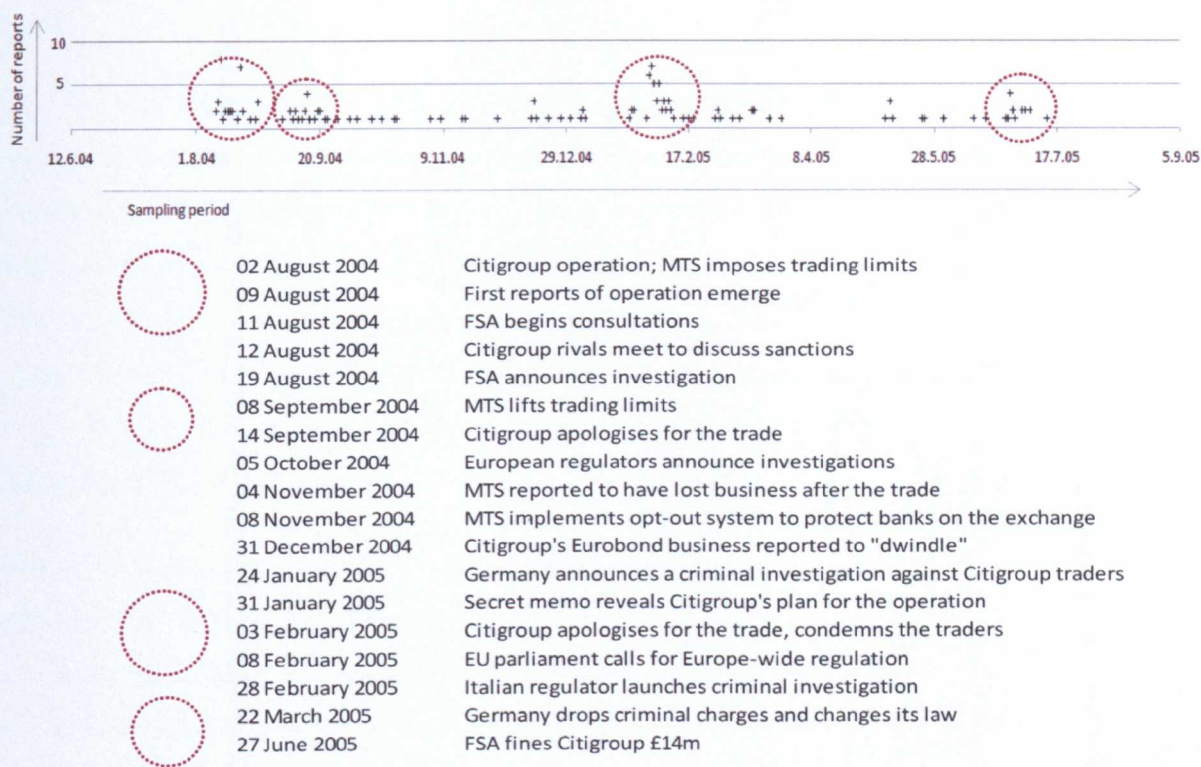 Number of reports
10
5
12.6.04 1.8.04 20.9.04 9.11.04 29.12.04 17.2.05 8.4.05 28.5.05 17.7.05 5.9.05
Sampling period
02 August 2004 Citigroup operation; MTS imposes trading limits
09 August 2004 First reports of operation emerge
11 August 2004 FSA begins consultations
12 August 2004 Citigroup rivals meet to discuss sanctions
19 August 2004 FSA announces investigation
08 September 2004 MTS lifts trading limits
14 September 2004 Citigroup apologises for the trade
05 October 2004 European regulators announce investigations
04 November 2004 MTS reported to have lost business after the trade
08 November 2004 MTS implements opt-out system to protect banks on the exchange
31 December 2004 Citigroup's Eurobond business reported to "dwindle"
24 January 2005 Germany announces a criminal investigation against Citigroup traders
31 January 2005 Secret memo reveals Citigroup's plan for the operation
03 February 2005 Citigroup apologises for the trade, condemns the traders
08 February 2005 EU parliament calls for Europe-wide regulation
28 February 2005 Italian regulator launches criminal investigation
22 March 2005 Germany drops criminal charges and changes its law
27 June 2005 FSA fines Citigroup £14m